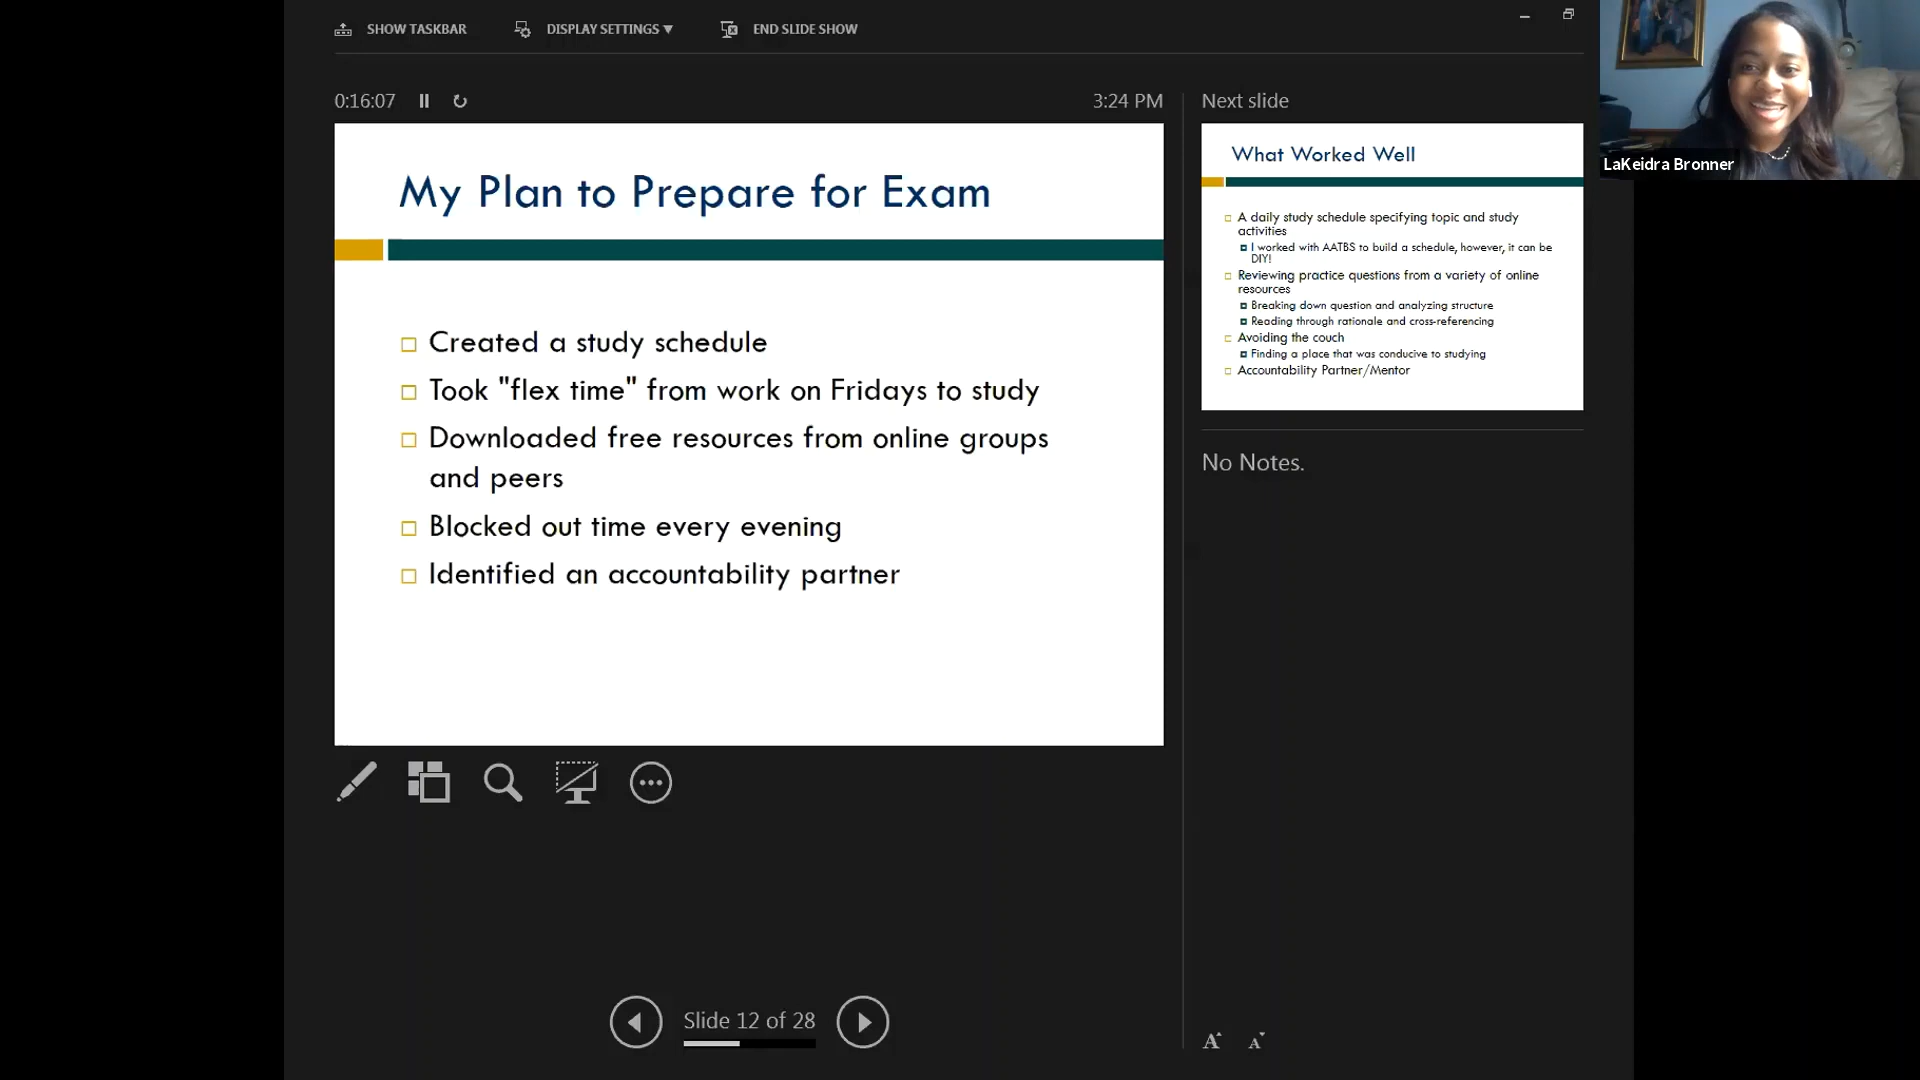 SHOW TASKBAR
DISPLAY SETTINGS ▼
END SLIDE SHOW
0:16:07
3:24 PM
My Plan to Prepare for Exam
Created a study schedule
Took "flex time" from work on Fridays to study
Downloaded free resources from online groups
and peers
Blocked out time every evening
Identified an accountability partner
Slide 12 of 28
Next slide
What Worked Well
A daily study schedule specifying topic and study
activities
I worked with AATBS to build a schedule, however, it can be
DIY!
Reviewing practice questions from a variety of online
resources
Breaking down question and analyzing structure
Reading through rationale and cross-referencing
Avoiding the couch
Finding a place that was conducive to studying
Accountability Partner/Mentor
No Notes.
A A
LaKeidra Bronner